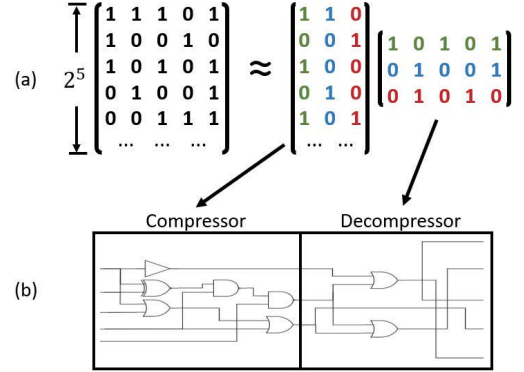 1 1 1 0 1 1 1 0
1 0 0 1 0 0 0 1 1 0 1 0 1
(a) 2⁵ 1 0 1 0 1 ≈ 1 0 0 0 1 0 0 1
0 1 0 0 1 0 1 0 0 1 0 1 0
0 0 1 1 1 1 0 1
... ... ... ...
Compressor Decompressor
(b)